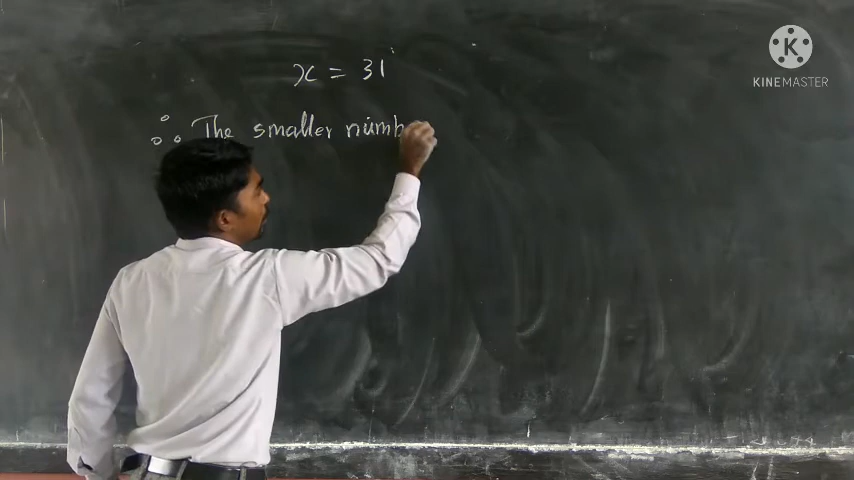 x = 31
∴ The smaller numb
KINEMASTER